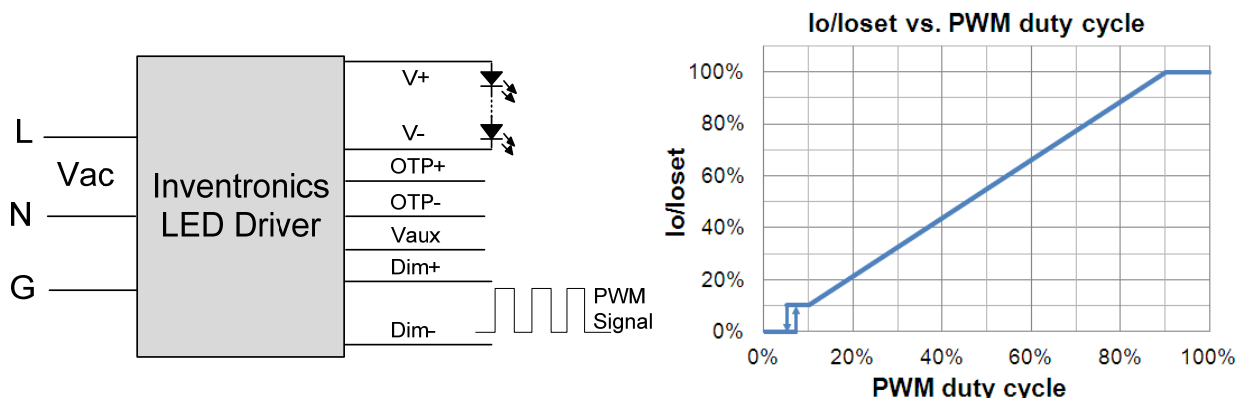 L
Vac
N
G
Inventronics
LED Driver
V+
V-
OTP+
OTP-
Vaux
Dim+
Dim-
PWM
Signal
Io/Ioset vs. PWM duty cycle
Io/Ioset
100%
80%
60%
40%
20%
0%
0% 20% 40% 60% 80% 100%
PWM duty cycle